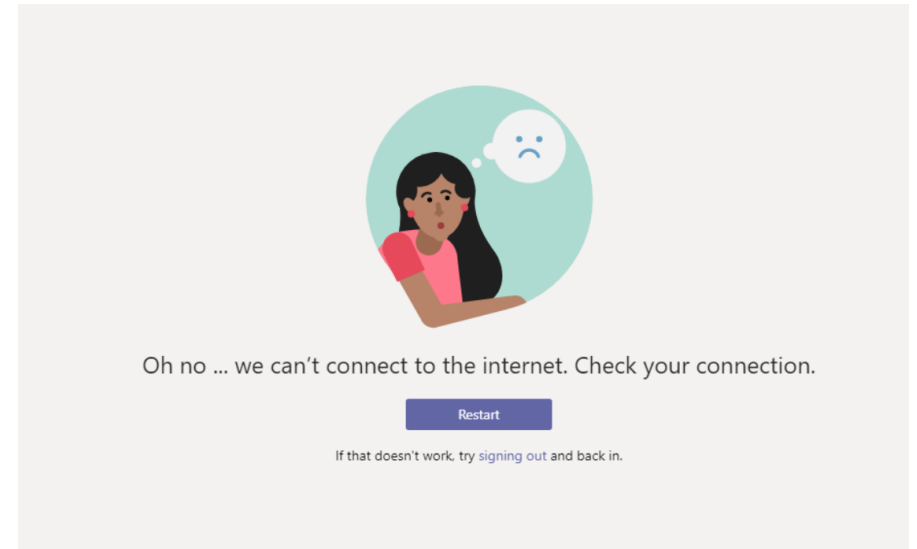 Oh no ... we can't connect to the internet. Check your connection.
Restart
If that doesn't work, try signing out and back in.